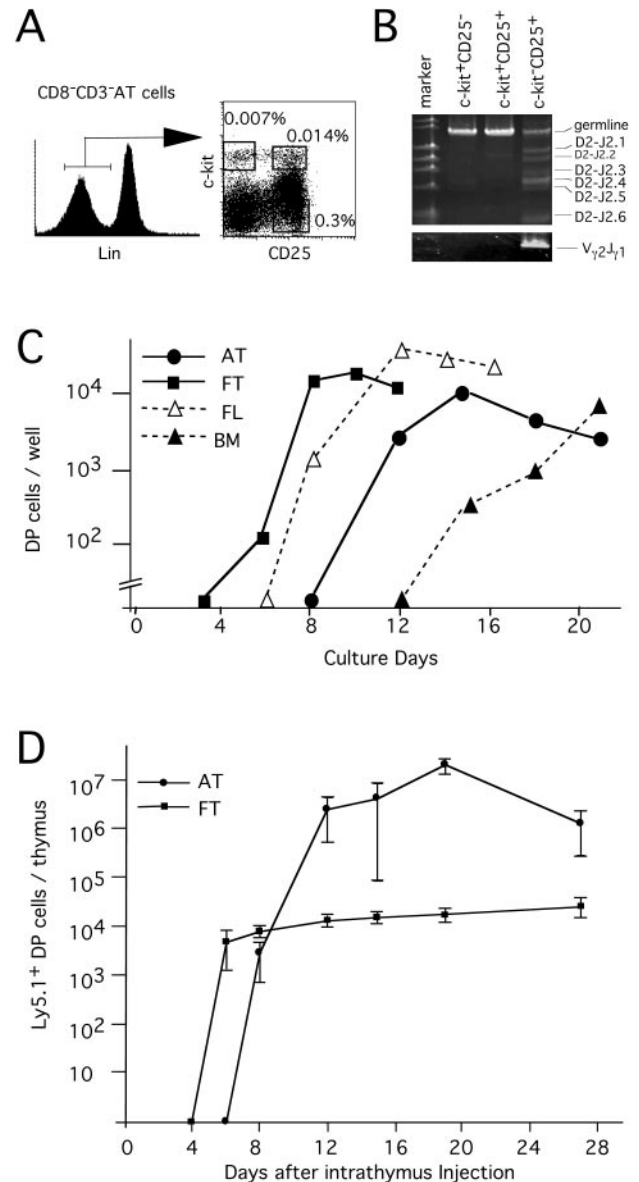 A
CD8⁻CD3⁻AT cells
Lin
0.007%
0.014%
0.3%
c-kit
CD25
B
marker
c-kit⁺CD25⁻
c-kit⁺CD25⁺
c-kit⁻CD25⁺
germline
D2-J2.1
D2-J2.2
D2-J2.3
D2-J2.4
D2-J2.5
D2-J2.6
Vγ2Jγ1
C
AT
FT
FL
BM
DP cells / well
10⁴
10³
10²
0 4 8 12 16 20
Culture Days
D
AT
FT
Ly5.1⁺ DP cells / thymus
10⁷
10⁶
10⁵
10⁴
10³
10²
10
0 4 8 12 16 20 24 28
Days after intrathymus Injection